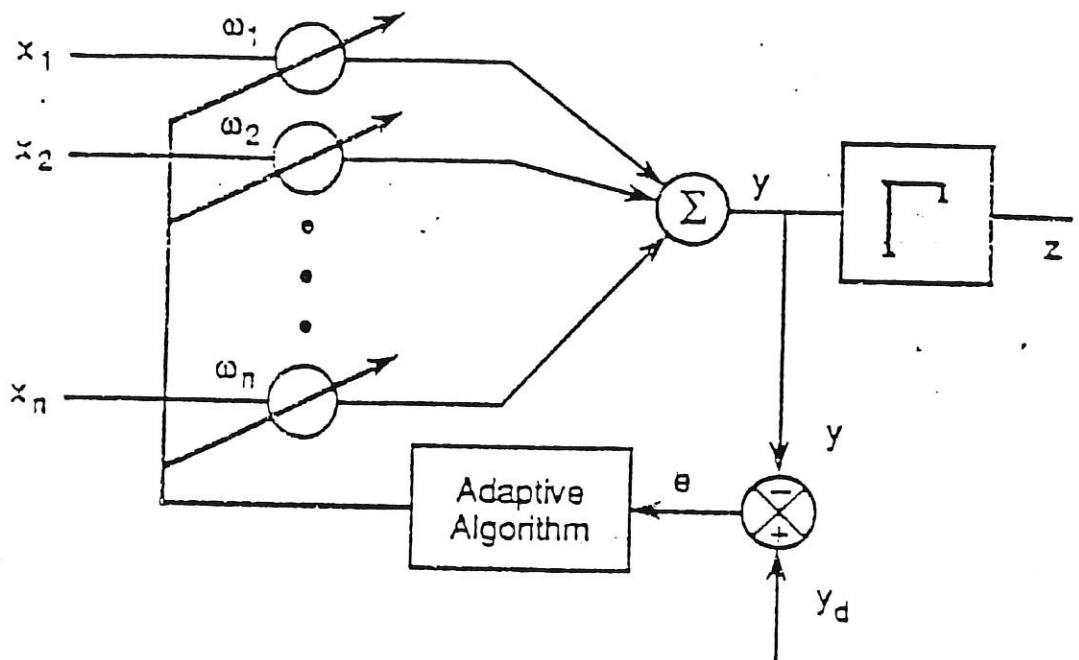 x1
ω1
x2
ω2
xn
ωn
Σ
y
z
y
−
+
e
Adaptive
Algorithm
yd